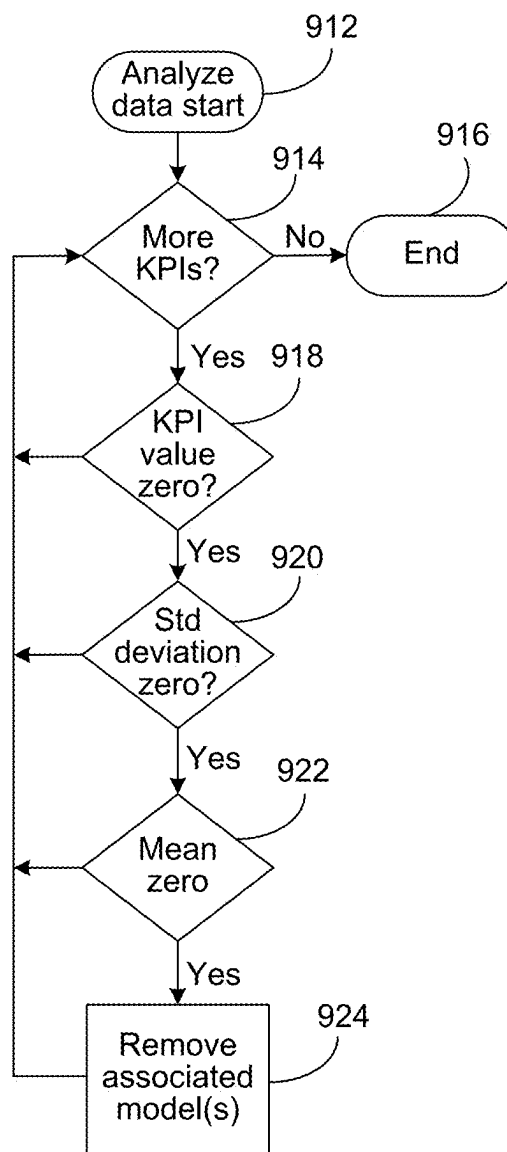 912
Analyze
data start
914
916
More
KPIs?
No
End
Yes
918
KPI
value
zero?
Yes
920
Std
deviation
zero?
Yes
922
Mean
zero
Yes
924
Remove
associated
model(s)